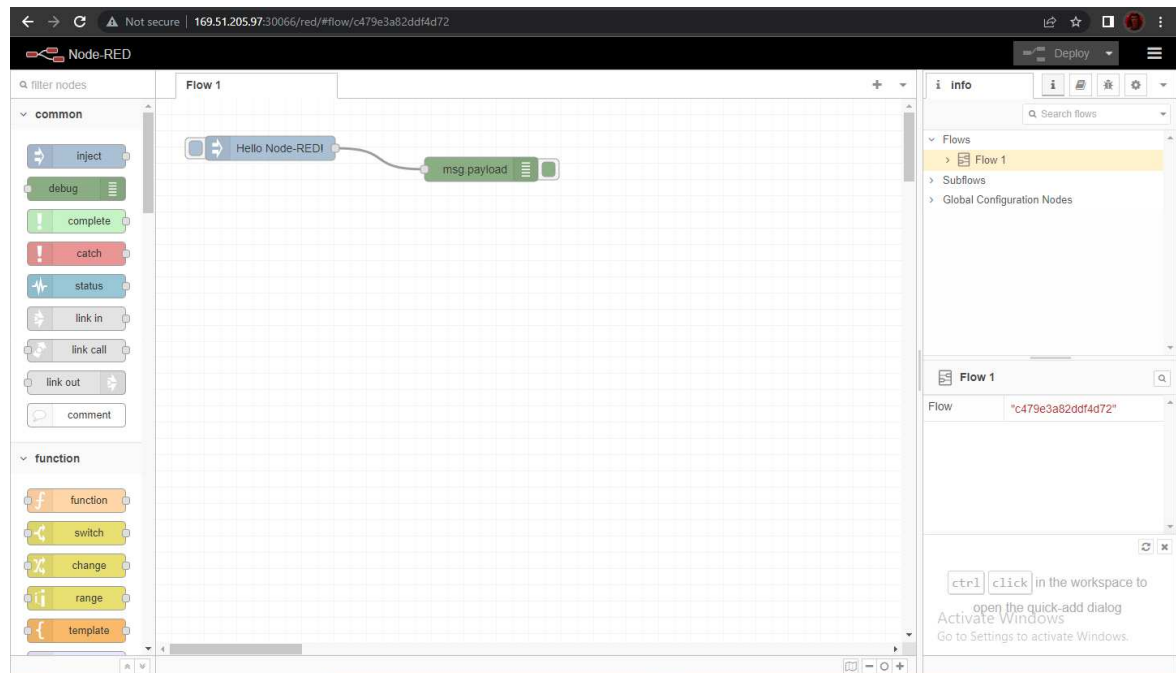 Not secure | 169.51.205.97:30066/red/#flow/c479e3a82ddf4d72
Node-RED
Deploy
filter nodes
common
inject
debug
complete
catch
status
link in
link call
link out
comment
function
function
switch
change
range
template
Flow 1
Hello Node-RED!
msg.payload
i info
i
Search flows
Flows
Flow 1
Subflows
Global Configuration Nodes
Flow 1
Flow "c479e3a82ddf4d72"
ctrl click in the workspace to
open the quick-add dialog
Activate Windows
Go to Settings to activate Windows.